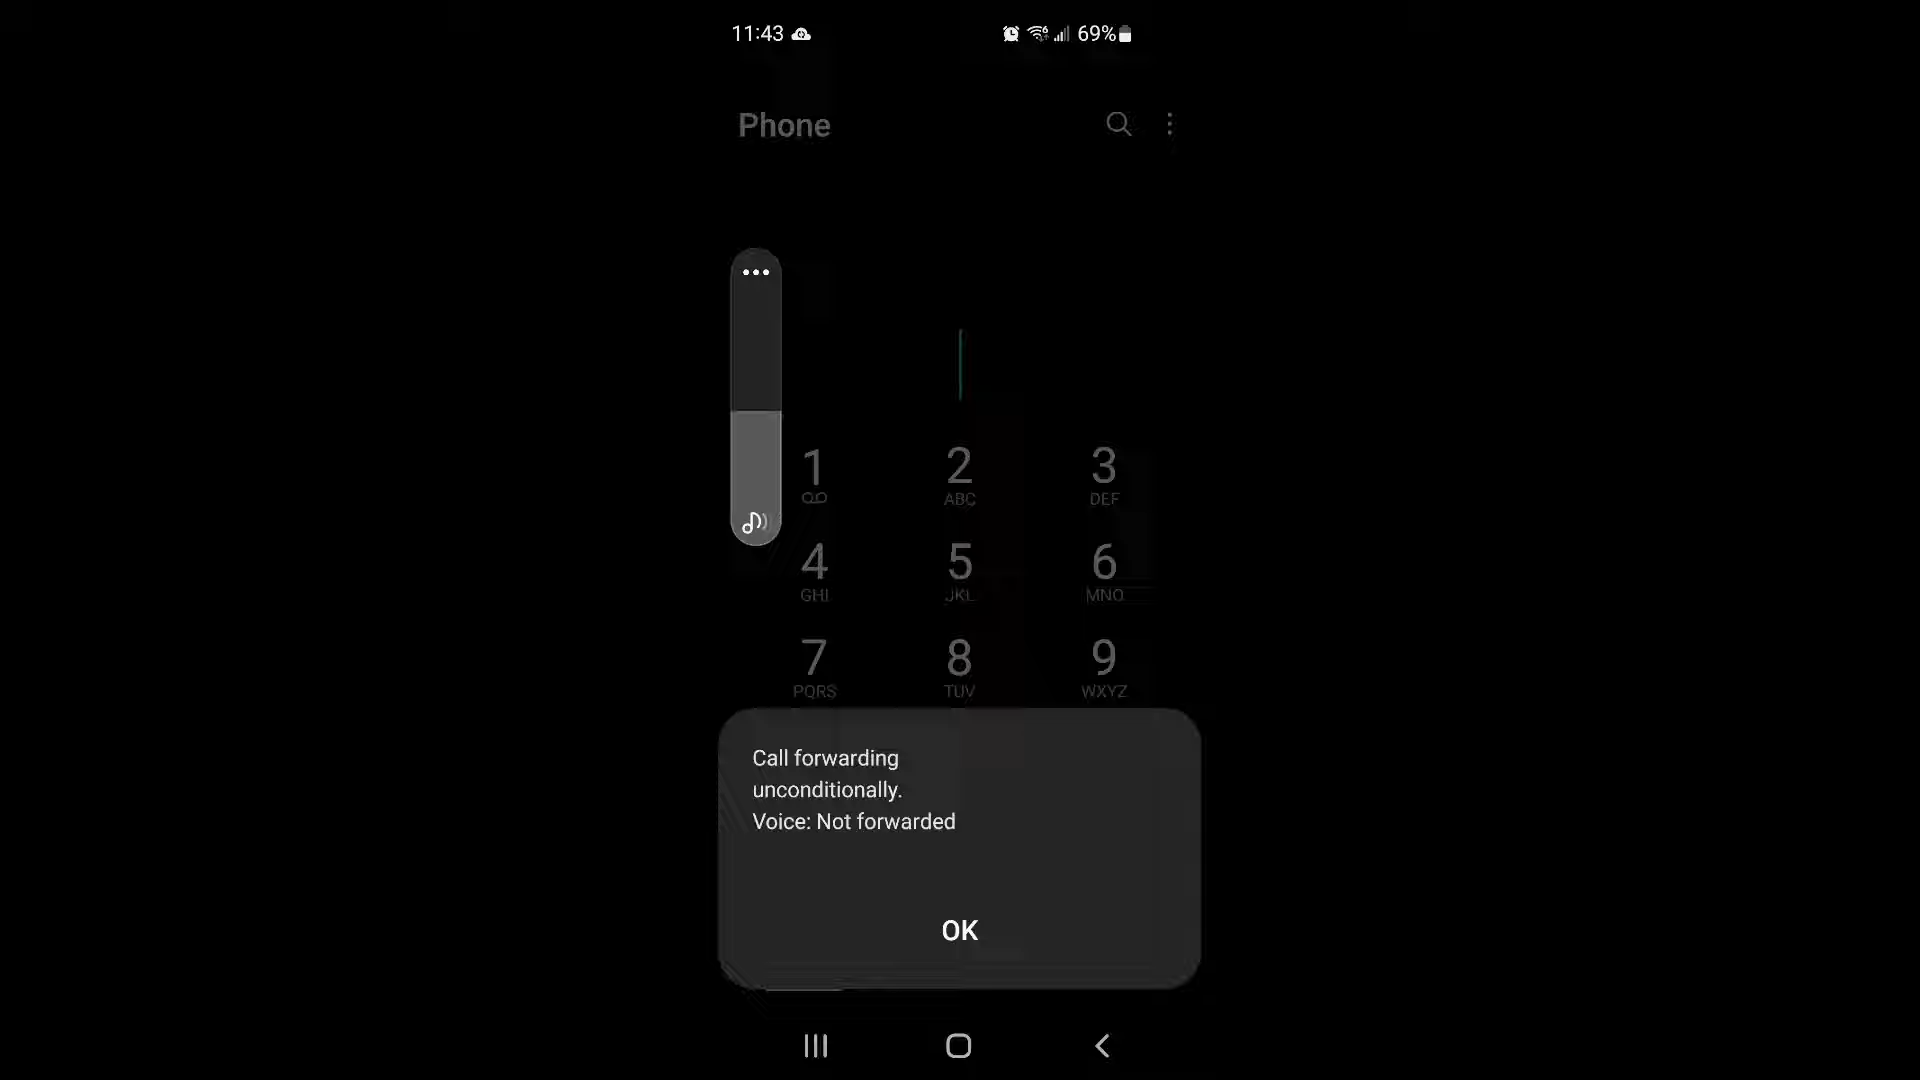 11:43 69%
Phone
1 2 3
ABC DEF
4 5 6
GHI JKL MNO
7 8 9
PQRS TUV WXYZ
Call forwarding
unconditionally.
Voice: Not forwarded
OK